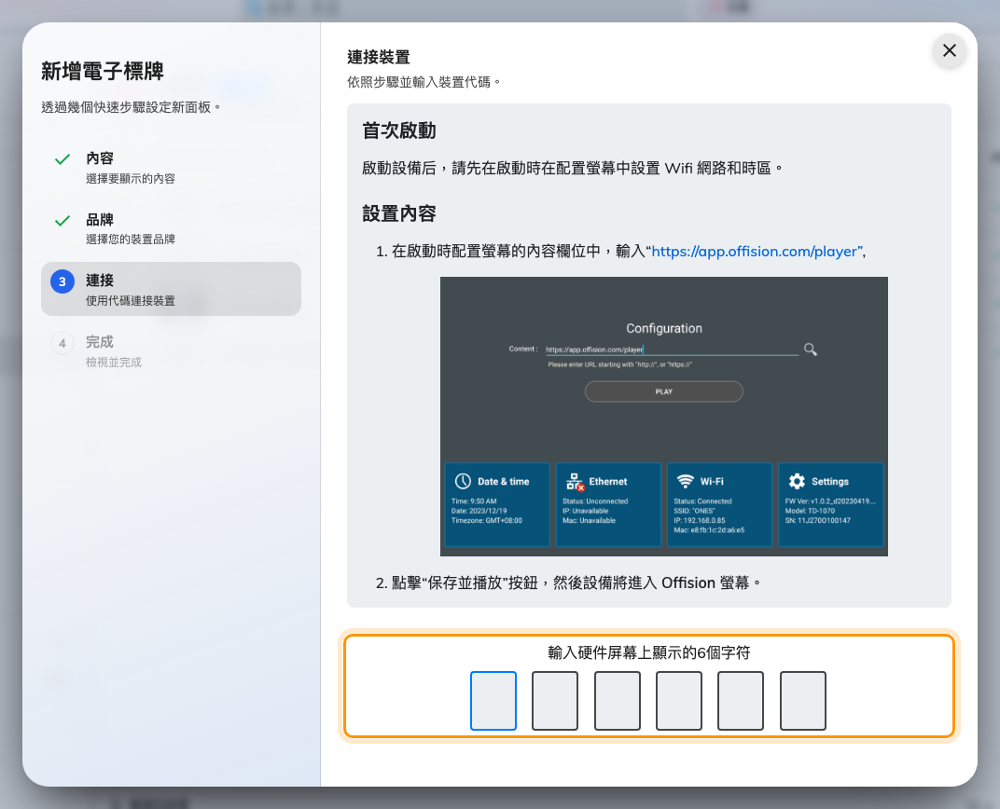 新增電子標牌
透過幾個快速步驟設定新面板。
內容
選擇要顯示的內容
品牌
選擇您的裝置品牌
3
連接
使用代碼連接裝置
4
完成
檢視並完成
連接裝置
依照步驟並輸入裝置代碼。
首次啟動
啟動設備后，請先在啟動時在配置螢幕中設置 Wifi 網路和時區。
設置內容
1. 在啟動時配置螢幕的內容欄位中，輸入“https://app.offision.com/player”,
Configuration
Content : https://app.offision.com/player
Please enter URL starting with "http://", or "https://"
PLAY
Date & time
Time: 9:50 AM
Date: 2023/12/19
Timezone: GMT+08:00
Ethernet
Status: Unconnected
IP: Unavailable
Mac: Unavailable
Wi-Fi
Status: Connected
SSID: "ONES"
IP: 192.168.0.85
Mac: e8:fb:1c:2d:a6:e5
Settings
FW Ver: v1.0.2_d20230419...
Model: TD-1070
SN: 11J270O100147
2. 點擊“保存並播放”按鈕，然後設備將進入 Offision 螢幕。
輸入硬件屏幕上顯示的6個字符